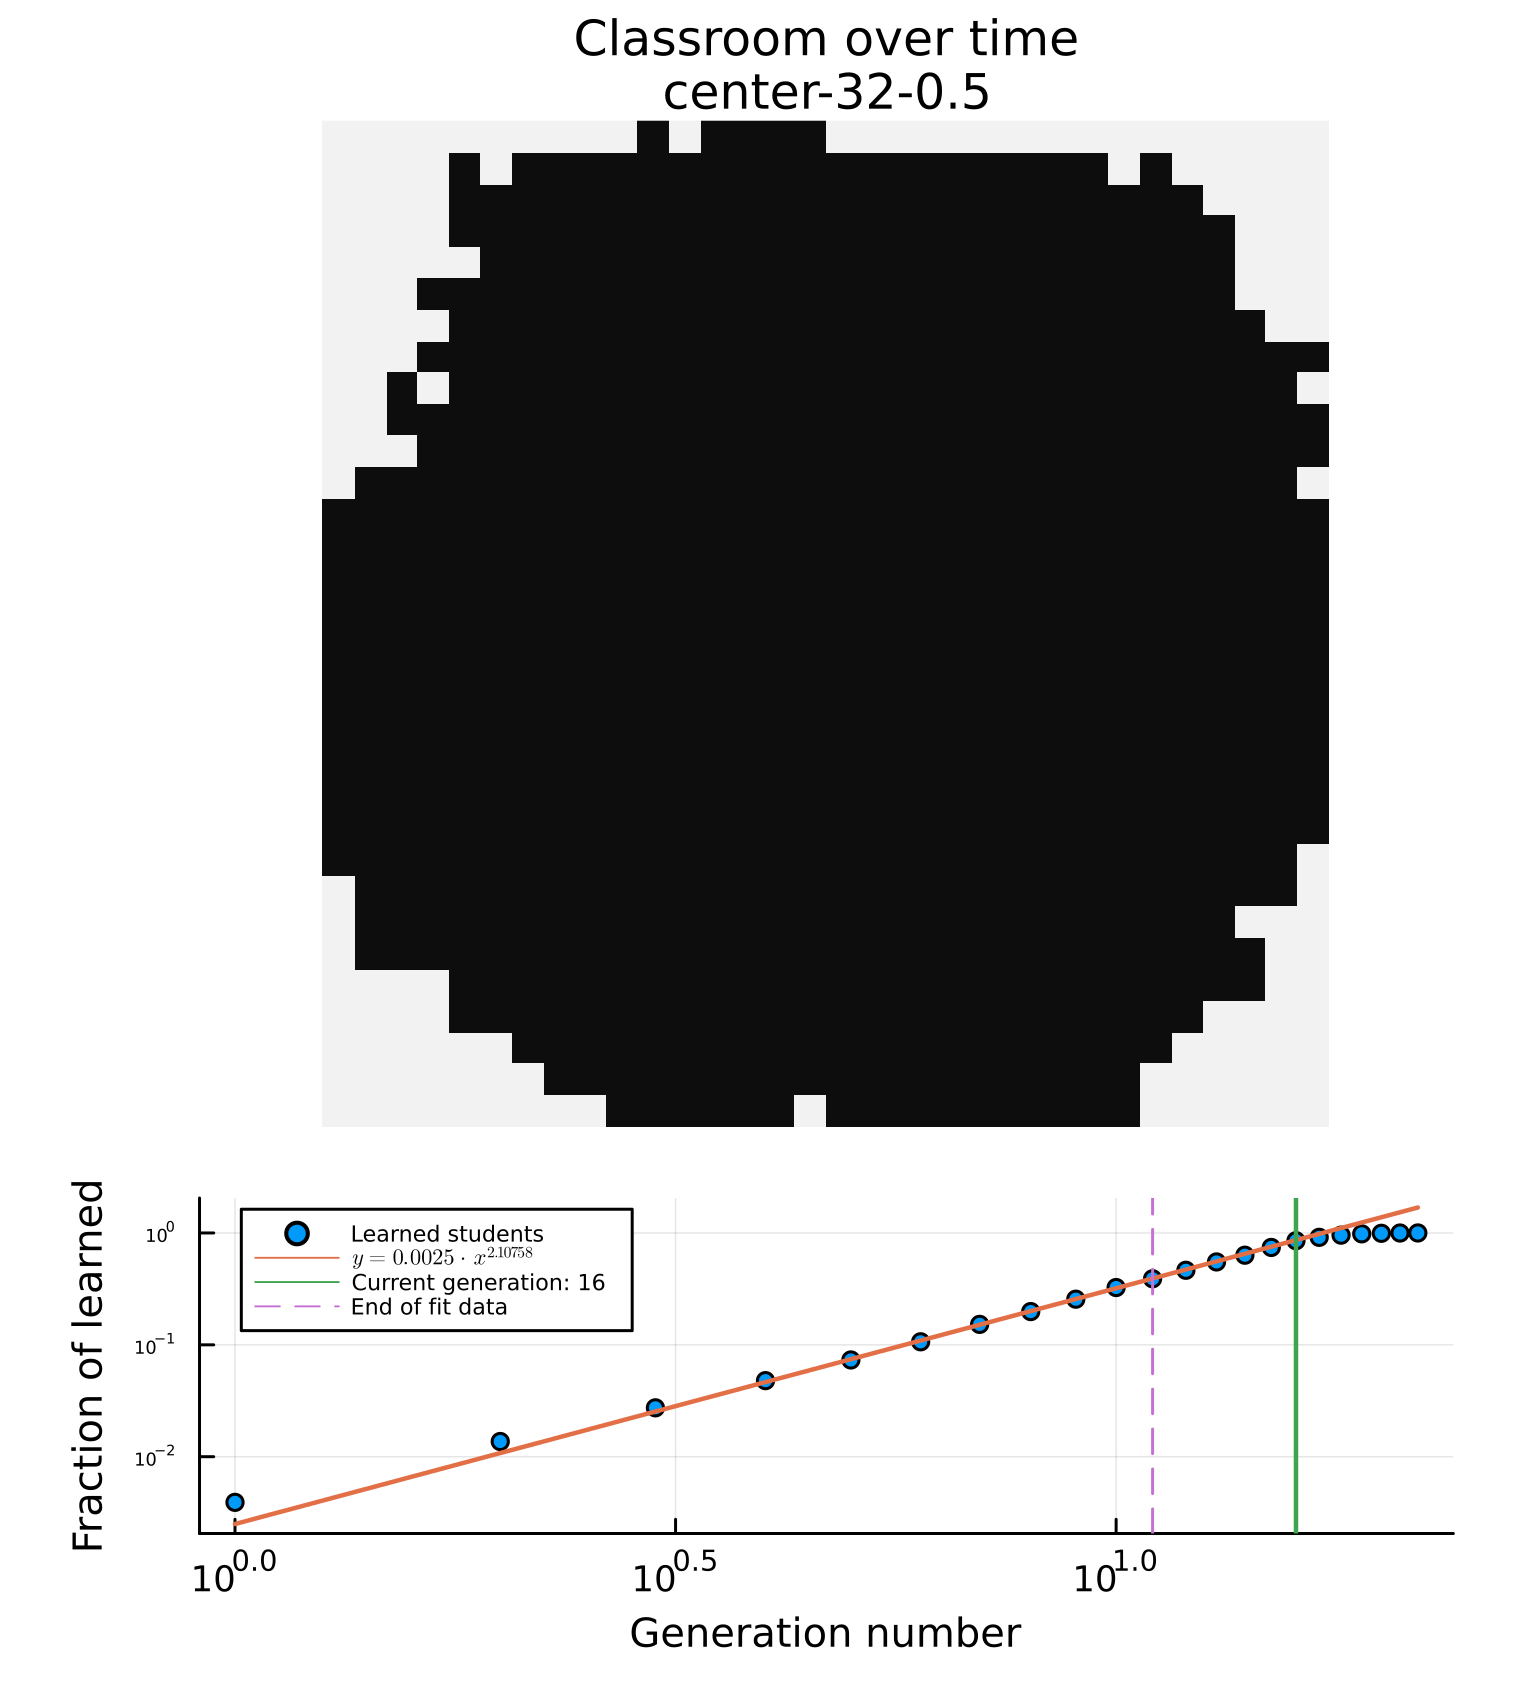 Classroom over time
center-32-0.5
Fraction of learned
10⁰
10⁻¹
10⁻²
Learned students
y = 0.0025 · x^2.10758
Current generation: 16
End of fit data
10^0.0 10^0.5 10^1.0
Generation number